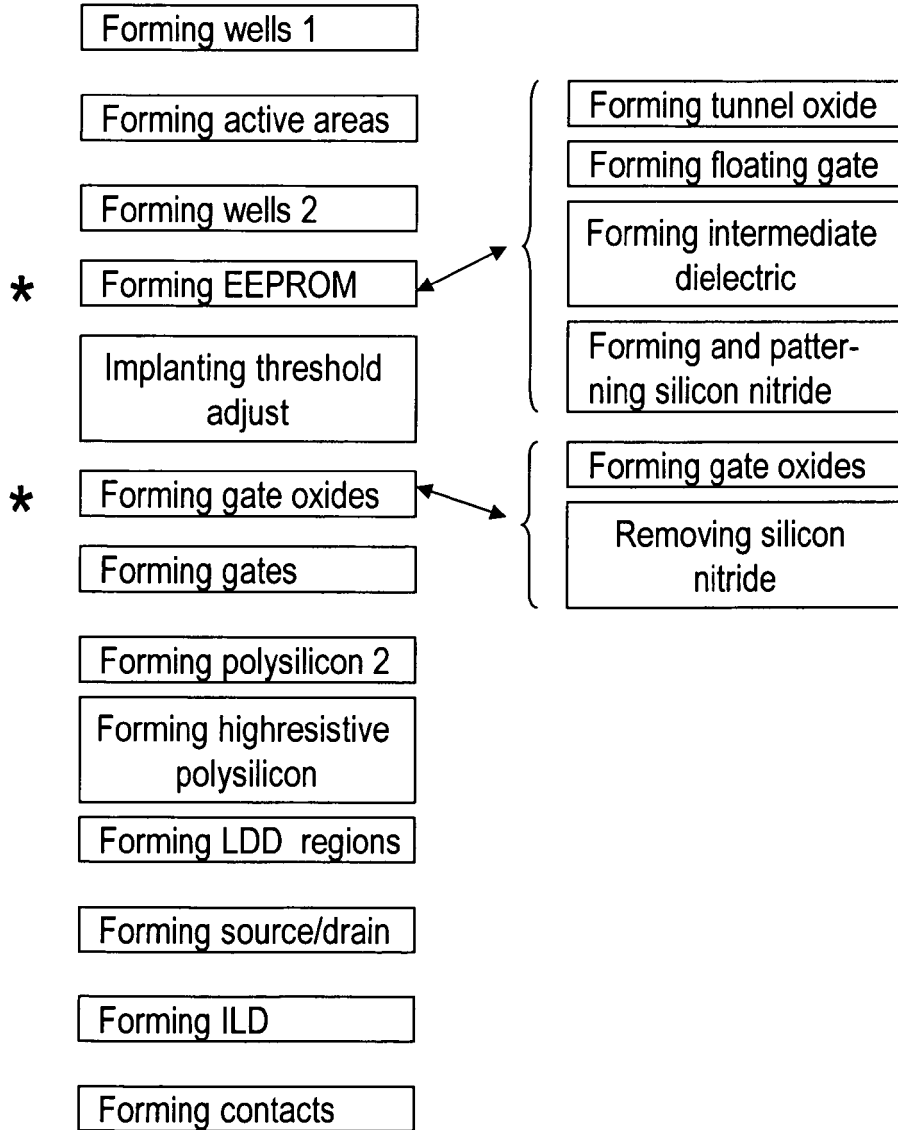 Forming wells 1
Forming active areas
Forming wells 2
* Forming EEPROM
Implanting threshold
adjust
* Forming gate oxides
Forming gates
Forming polysilicon 2
Forming highresistive
polysilicon
Forming LDD regions
Forming source/drain
Forming ILD
Forming contacts
Forming tunnel oxide
Forming floating gate
Forming intermediate
dielectric
Forming and patter-
ning silicon nitride
Forming gate oxides
Removing silicon
nitride